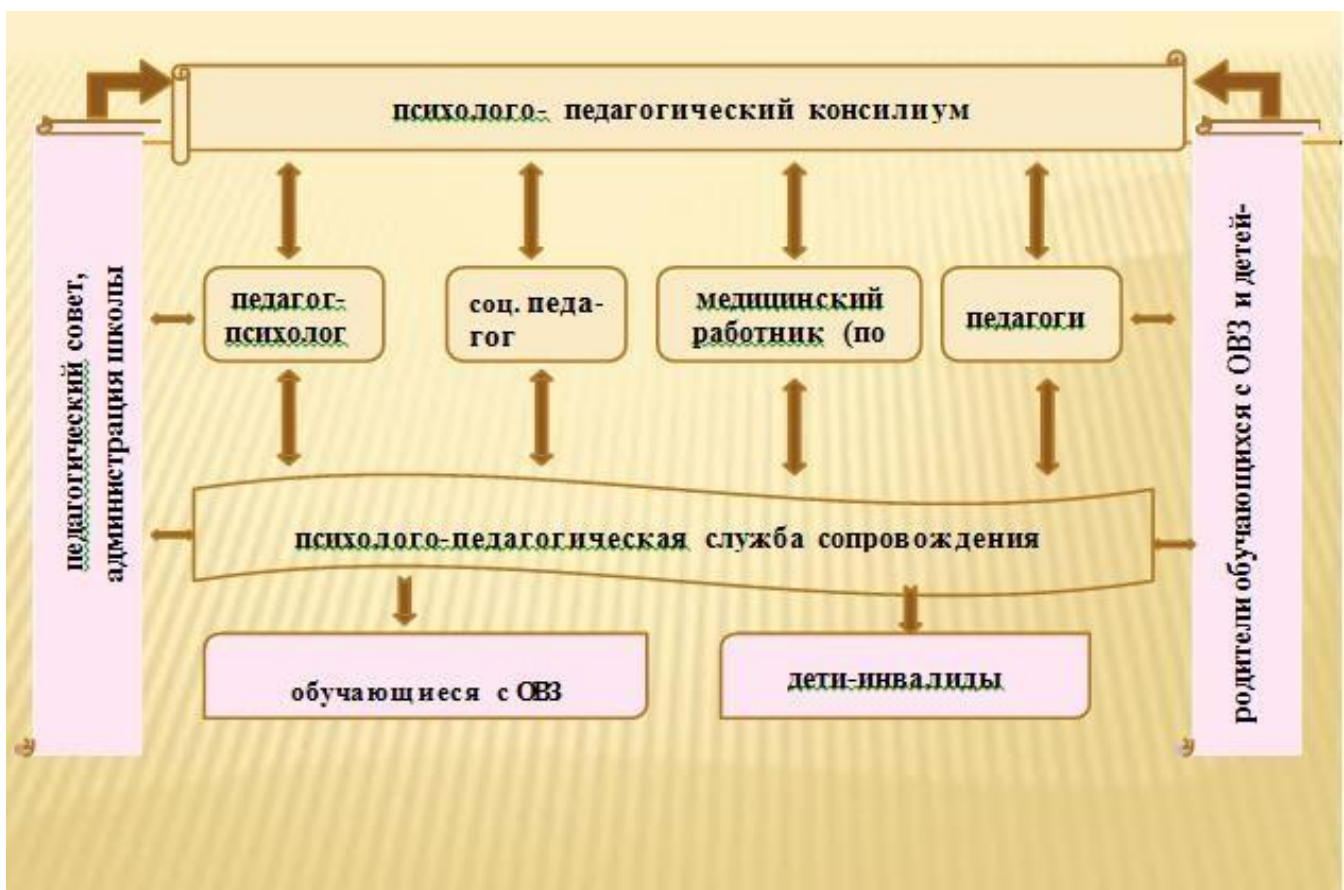 психолого- педагогический консилиум
педагогический совет,
администрация школы
педагог-
психолог
соц. педа-
гог
медицинский
работник (по
педагоги
родители обучающихся с ОВЗ и детей-
психолого-педагогическая служба сопровождения
обучающиеся с ОВЗ
дети-инвалиды